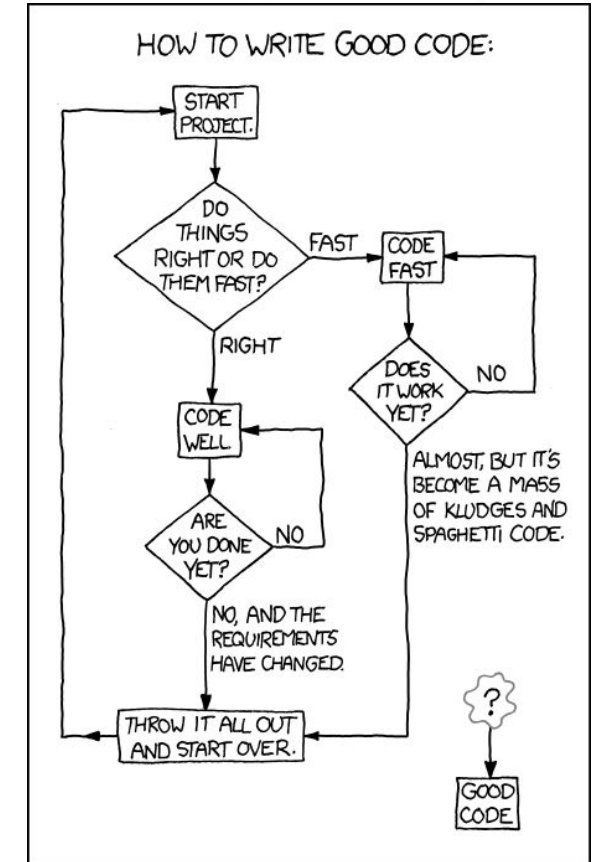 HOW TO WRITE GOOD CODE:
START
PROJECT.
DO
THINGS
RIGHT OR DO
THEM FAST?
FAST
CODE
FAST
RIGHT
DOES
IT WORK
YET?
NO
CODE
WELL.
ALMOST, BUT IT'S
BECOME A MASS
OF KLUDGES AND
SPAGHETTI CODE.
ARE
YOU DONE
YET?
NO
NO, AND THE
REQUIREMENTS
HAVE CHANGED.
THROW IT ALL OUT
AND START OVER.
?
GOOD
CODE